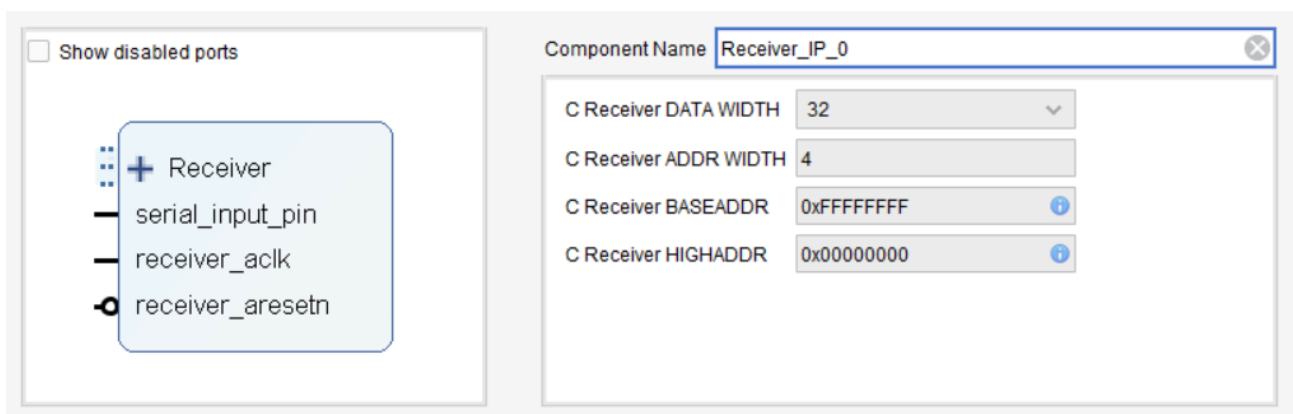 Show disabled ports
Receiver
serial_input_pin
receiver_aclk
receiver_aresetn
Component Name Receiver_IP_0
C Receiver DATA WIDTH 32
C Receiver ADDR WIDTH 4
C Receiver BASEADDR 0xFFFFFFFF
C Receiver HIGHADDR 0x00000000